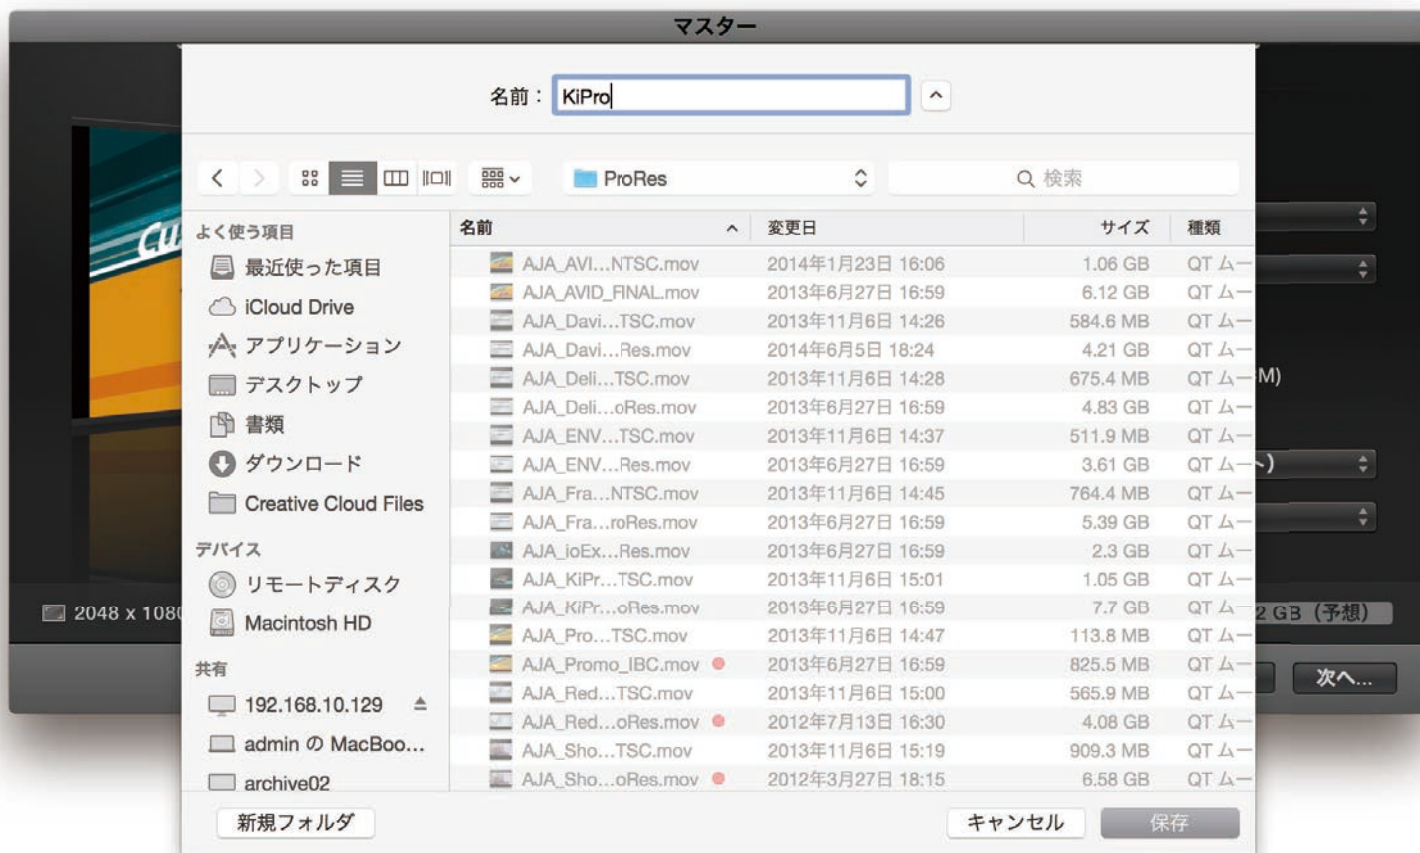 マスター
名前：
KiPro
ProRes
検索
よく使う項目
最近使った項目
iCloud Drive
アプリケーション
デスクトップ
書類
ダウンロード
Creative Cloud Files
デバイス
リモートディスク
Macintosh HD
共有
192.168.10.129
admin の MacBoo...
archive02
名前 変更日 サイズ 種類
AJA_AVI...NTSC.mov 2014年1月23日 16:06 1.06 GB QT ムー
AJA_AVID_FINAL.mov 2013年6月27日 16:59 6.12 GB QT ムー
AJA_Davi...TSC.mov 2013年11月6日 14:26 584.6 MB QT ムー
AJA_Davi...Res.mov 2014年6月5日 18:24 4.21 GB QT ムー
AJA_Deli...TSC.mov 2013年11月6日 14:28 675.4 MB QT ムー
AJA_Deli...oRes.mov 2013年6月27日 16:59 4.83 GB QT ムー
AJA_ENV...TSC.mov 2013年11月6日 14:37 511.9 MB QT ムー
AJA_ENV...Res.mov 2013年6月27日 16:59 3.61 GB QT ムー
AJA_Fra...NTSC.mov 2013年11月6日 14:45 764.4 MB QT ムー
AJA_Fra...roRes.mov 2013年6月27日 16:59 5.39 GB QT ムー
AJA_ioEx...Res.mov 2013年6月27日 16:59 2.3 GB QT ムー
AJA_KiPr...TSC.mov 2013年11月6日 15:01 1.05 GB QT ムー
AJA_KiPr...oRes.mov 2013年6月27日 16:59 7.7 GB QT ムー
AJA_Pro...TSC.mov 2013年11月6日 14:47 113.8 MB QT ムー
AJA_Promo_IBC.mov 2013年6月27日 16:59 825.5 MB QT ムー
AJA_Red...TSC.mov 2013年11月6日 15:00 565.9 MB QT ムー
AJA_Red...oRes.mov 2012年7月13日 16:30 4.08 GB QT ムー
AJA_Sho...TSC.mov 2013年11月6日 15:19 909.3 MB QT ムー
AJA_Sho...oRes.mov 2012年3月27日 18:15 6.58 GB QT ムー
新規フォルダ
キャンセル
保存
2048 x 1080
M)
ト)
2 GB（予想）
次へ...